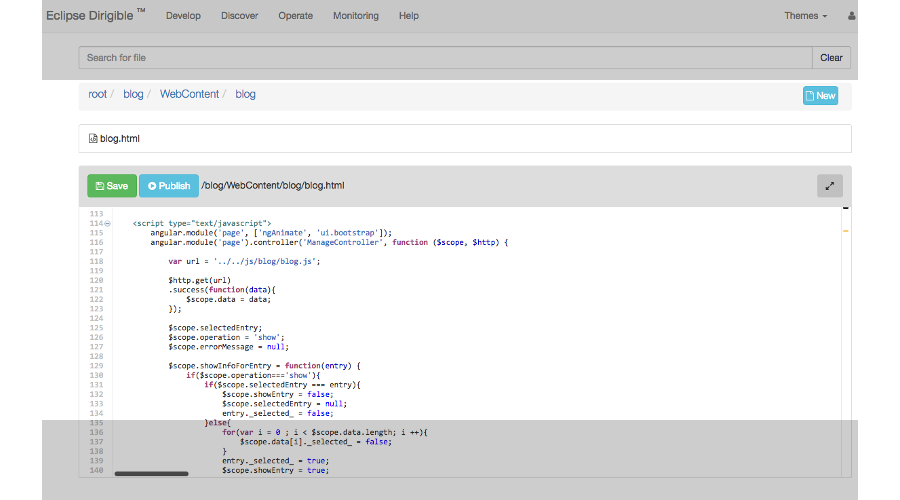 Eclipse Dirigible ™ Develop Discover Operate Monitoring Help Themes
Search for file Clear
root / blog / WebContent / blog New
blog.html
Save Publish /blog/WebContent/blog/blog.html
113
114 <script type="text/javascript">
115 angular.module('page', ['ngAnimate', 'ui.bootstrap']);
116 angular.module('page').controller('ManageController', function ($scope, $http) {
117
118 var url = '../../js/blog/blog.js';
119
120 $http.get(url)
121 .success(function(data){
122 $scope.data = data;
123 });
124
125 $scope.selectedEntry;
126 $scope.operation = 'show';
127 $scope.errorMessage = null;
128
129 $scope.showInfoForEntry = function(entry) {
130 if($scope.operation==='show'){
131 if($scope.selectedEntry === entry){
132 $scope.showEntry = false;
133 $scope.selectedEntry = null;
134 entry._selected_ = false;
135 }else{
136 for(var i = 0 ; i < $scope.data.length; i ++){
137 $scope.data[i]._selected_ = false;
138 }
139 entry._selected_ = true;
140 $scope.showEntry = true;